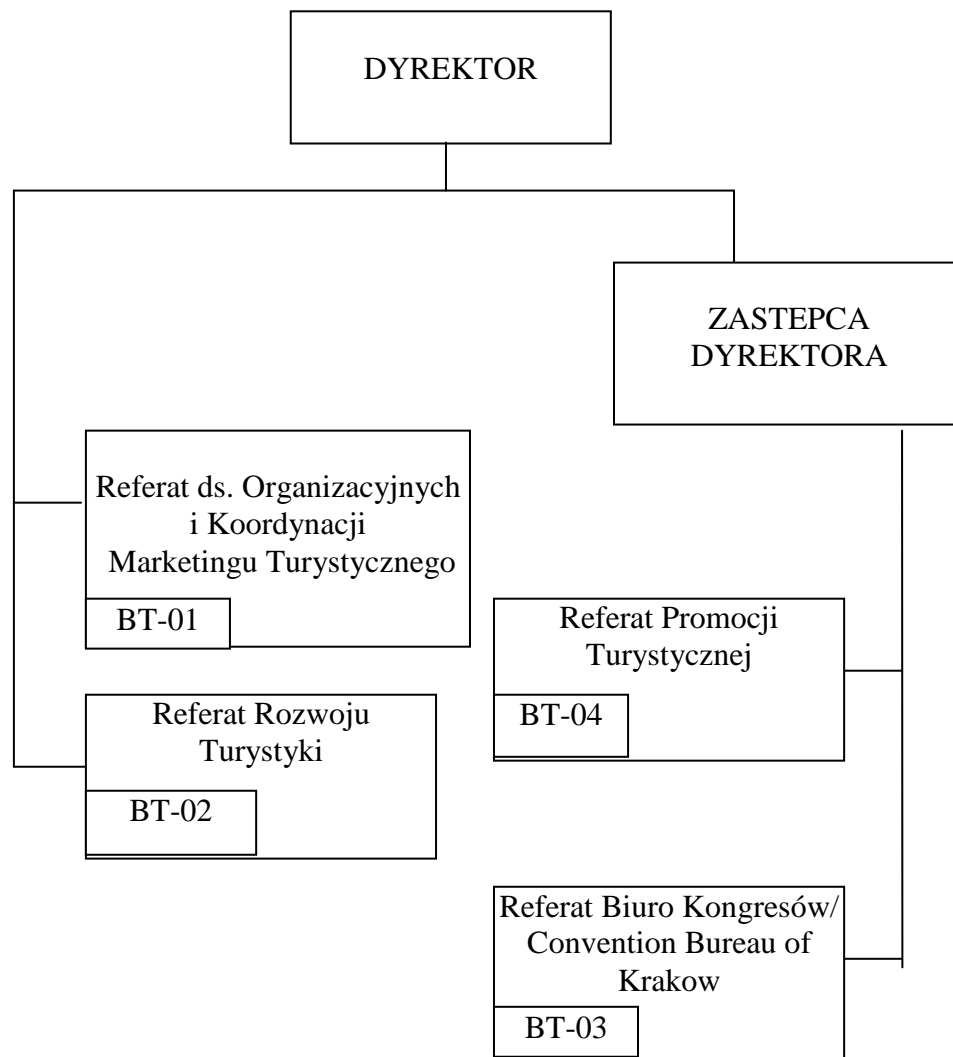 DYREKTOR
ZASTEPCA
DYREKTORA
Referat ds. Organizacyjnych
i Koordynacji
Marketingu Turystycznego
BT-01
Referat Promocji
Turystycznej
BT-04
Referat Rozwoju
Turystyki
BT-02
Referat Biuro Kongresów/
Convention Bureau of
Krakow
BT-03